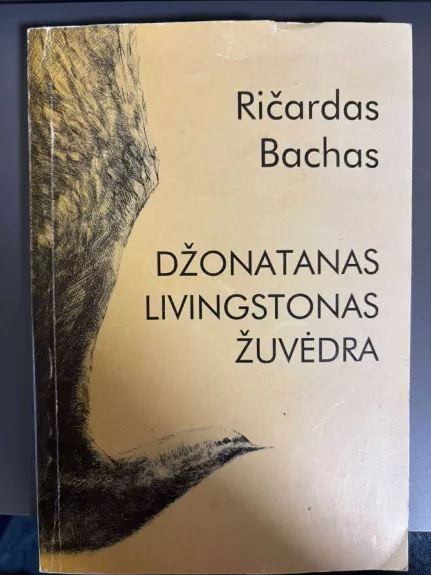 Ričardas
Bachas
DŽONATANAS
LIVINGSTONAS
ŽUVĖDRA